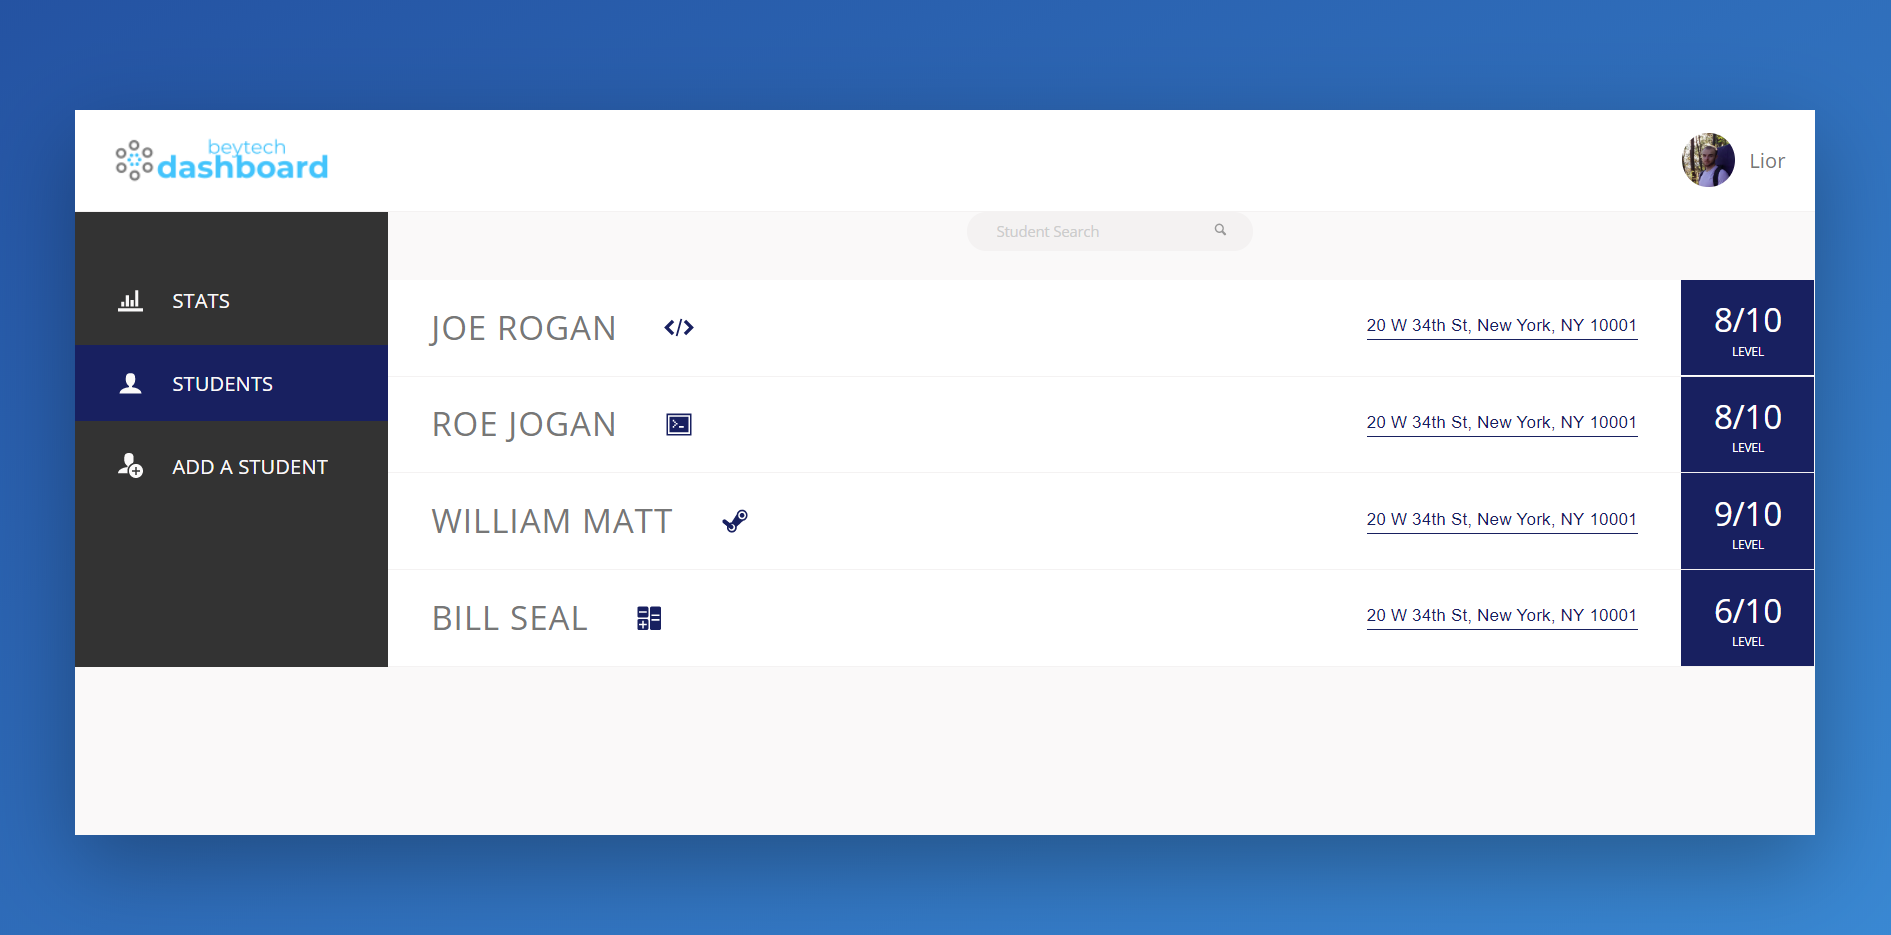 beytech
dashboard
Lior
Student Search
STATS
STUDENTS
ADD A STUDENT
JOE ROGAN
20 W 34th St, New York, NY 10001
8/10
LEVEL
ROE JOGAN
20 W 34th St, New York, NY 10001
8/10
LEVEL
WILLIAM MATT
20 W 34th St, New York, NY 10001
9/10
LEVEL
BILL SEAL
20 W 34th St, New York, NY 10001
6/10
LEVEL